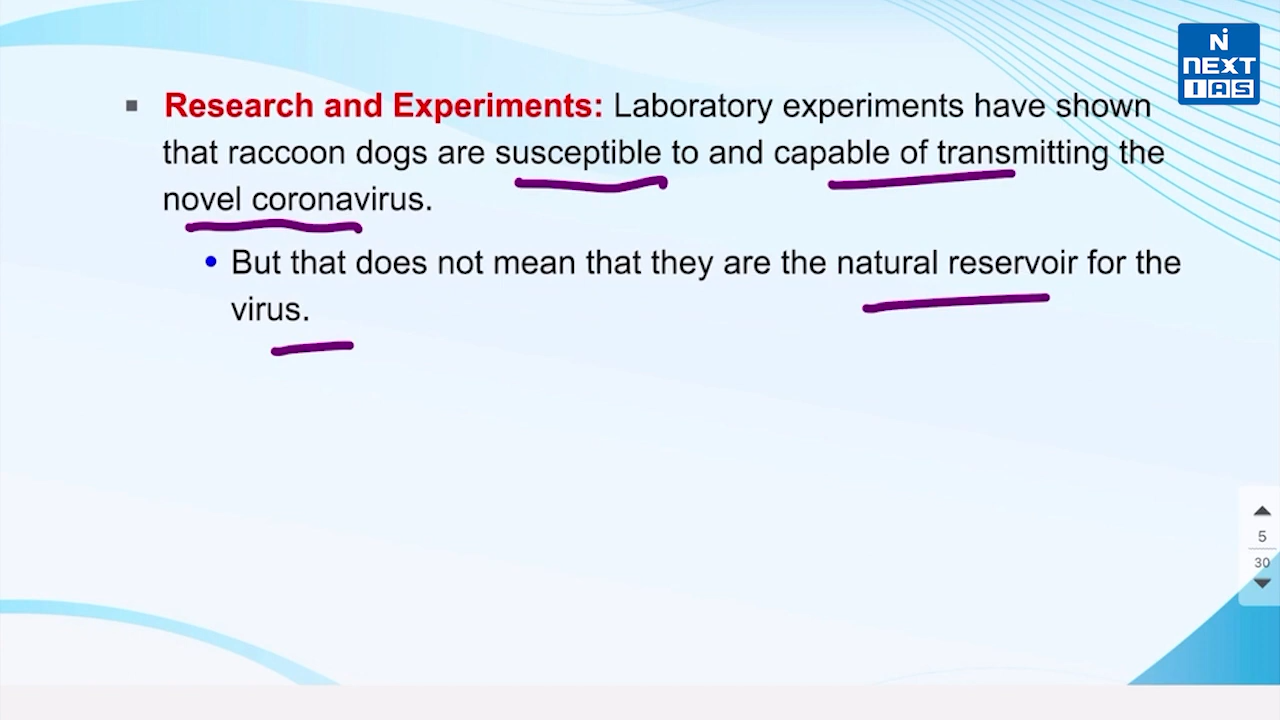 Ni
NEXT
IAS
Research and Experiments: Laboratory experiments have shown
that raccoon dogs are susceptible to and capable of transmitting the
novel coronavirus.
But that does not mean that they are the natural reservoir for the
virus.
5
30